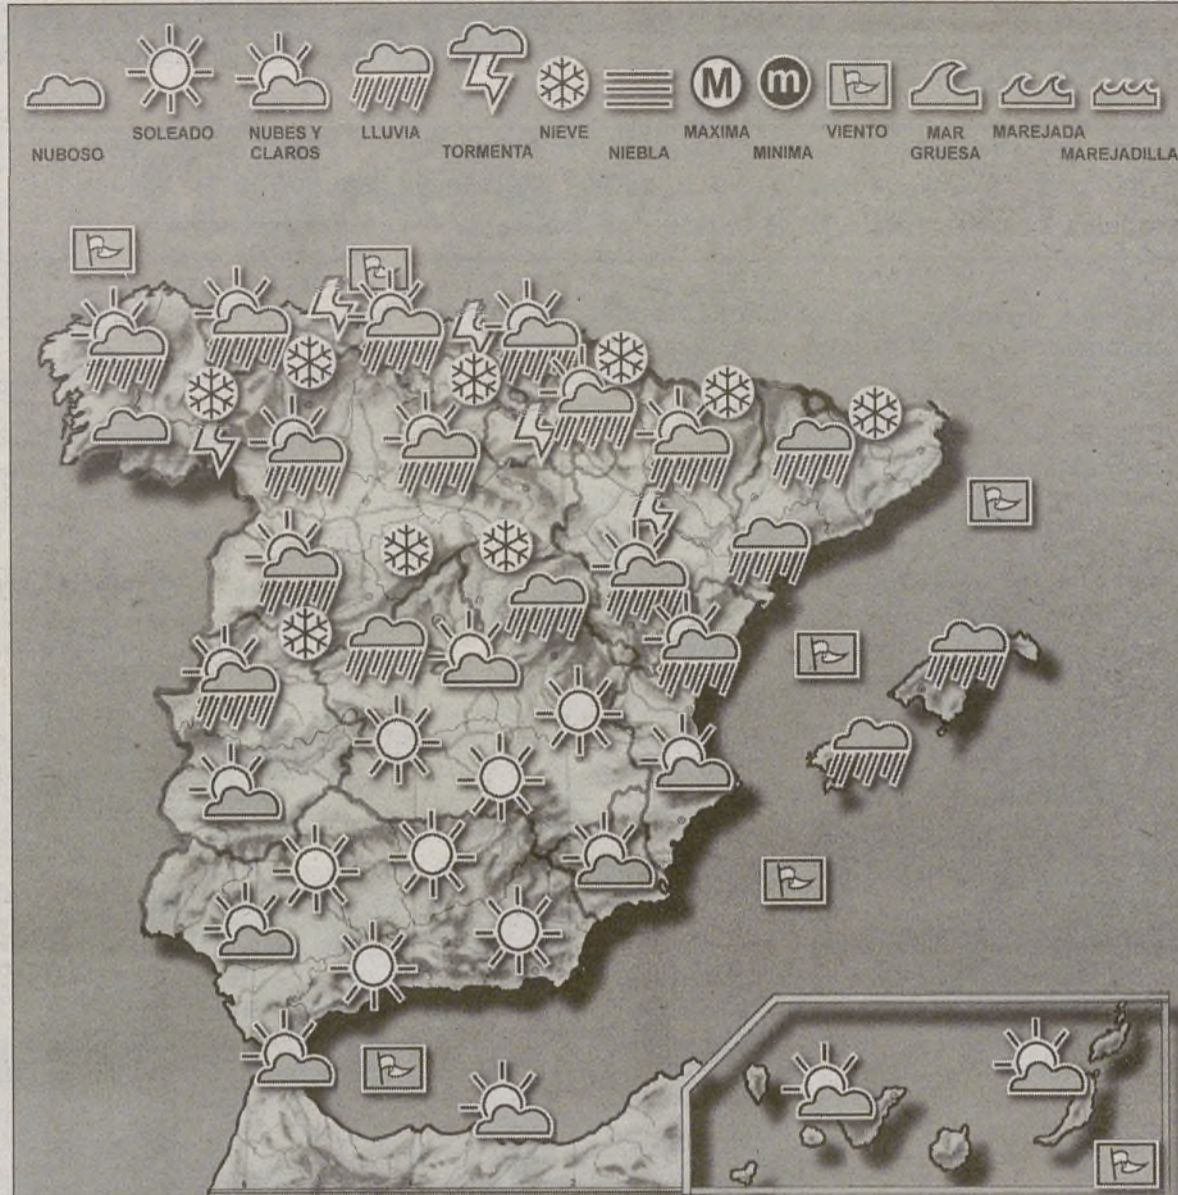 SOLEADO
NUBES Y
CLAROS
LLUVIA
NIEVE
MAXIMA
VIENTO
MAR
GRUESA
MAREJADA
NUBOSO
TORMENTA
NIEBLA
MINIMA
MAREJADILLA
M
m